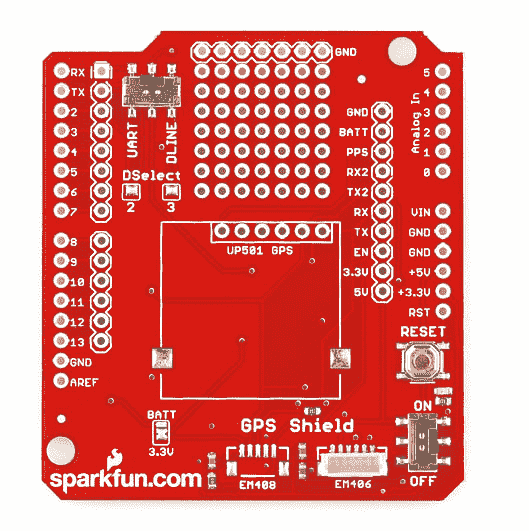 GND
RX
TX
2
3
4
5
6
7
8
9
10
11
12
13
GND
AREF
UART
DLINE
DSelect
2 3
GND
BATT
PPS
RX2
TX2
RX
TX
EN
3.3V
5V
Analog In
5
4
3
2
1
0
VIN
GND
GND
+5V
+3.3V
RST
UP501 GPS
RESET
ON
OFF
BATT
3.3V
GPS Shield
EM408
EM406
sparkfun.com